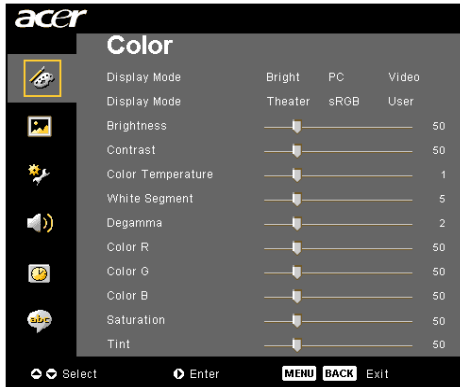 acer
Color
Display Mode Bright PC Video
Display Mode Theater sRGB User
Brightness 50
Contrast 50
Color Temperature 1
White Segment 5
Degamma 2
Color R 50
Color G 50
Color B 50
Saturation 50
Tint 50
abc
Select Enter MENU BACK Exit